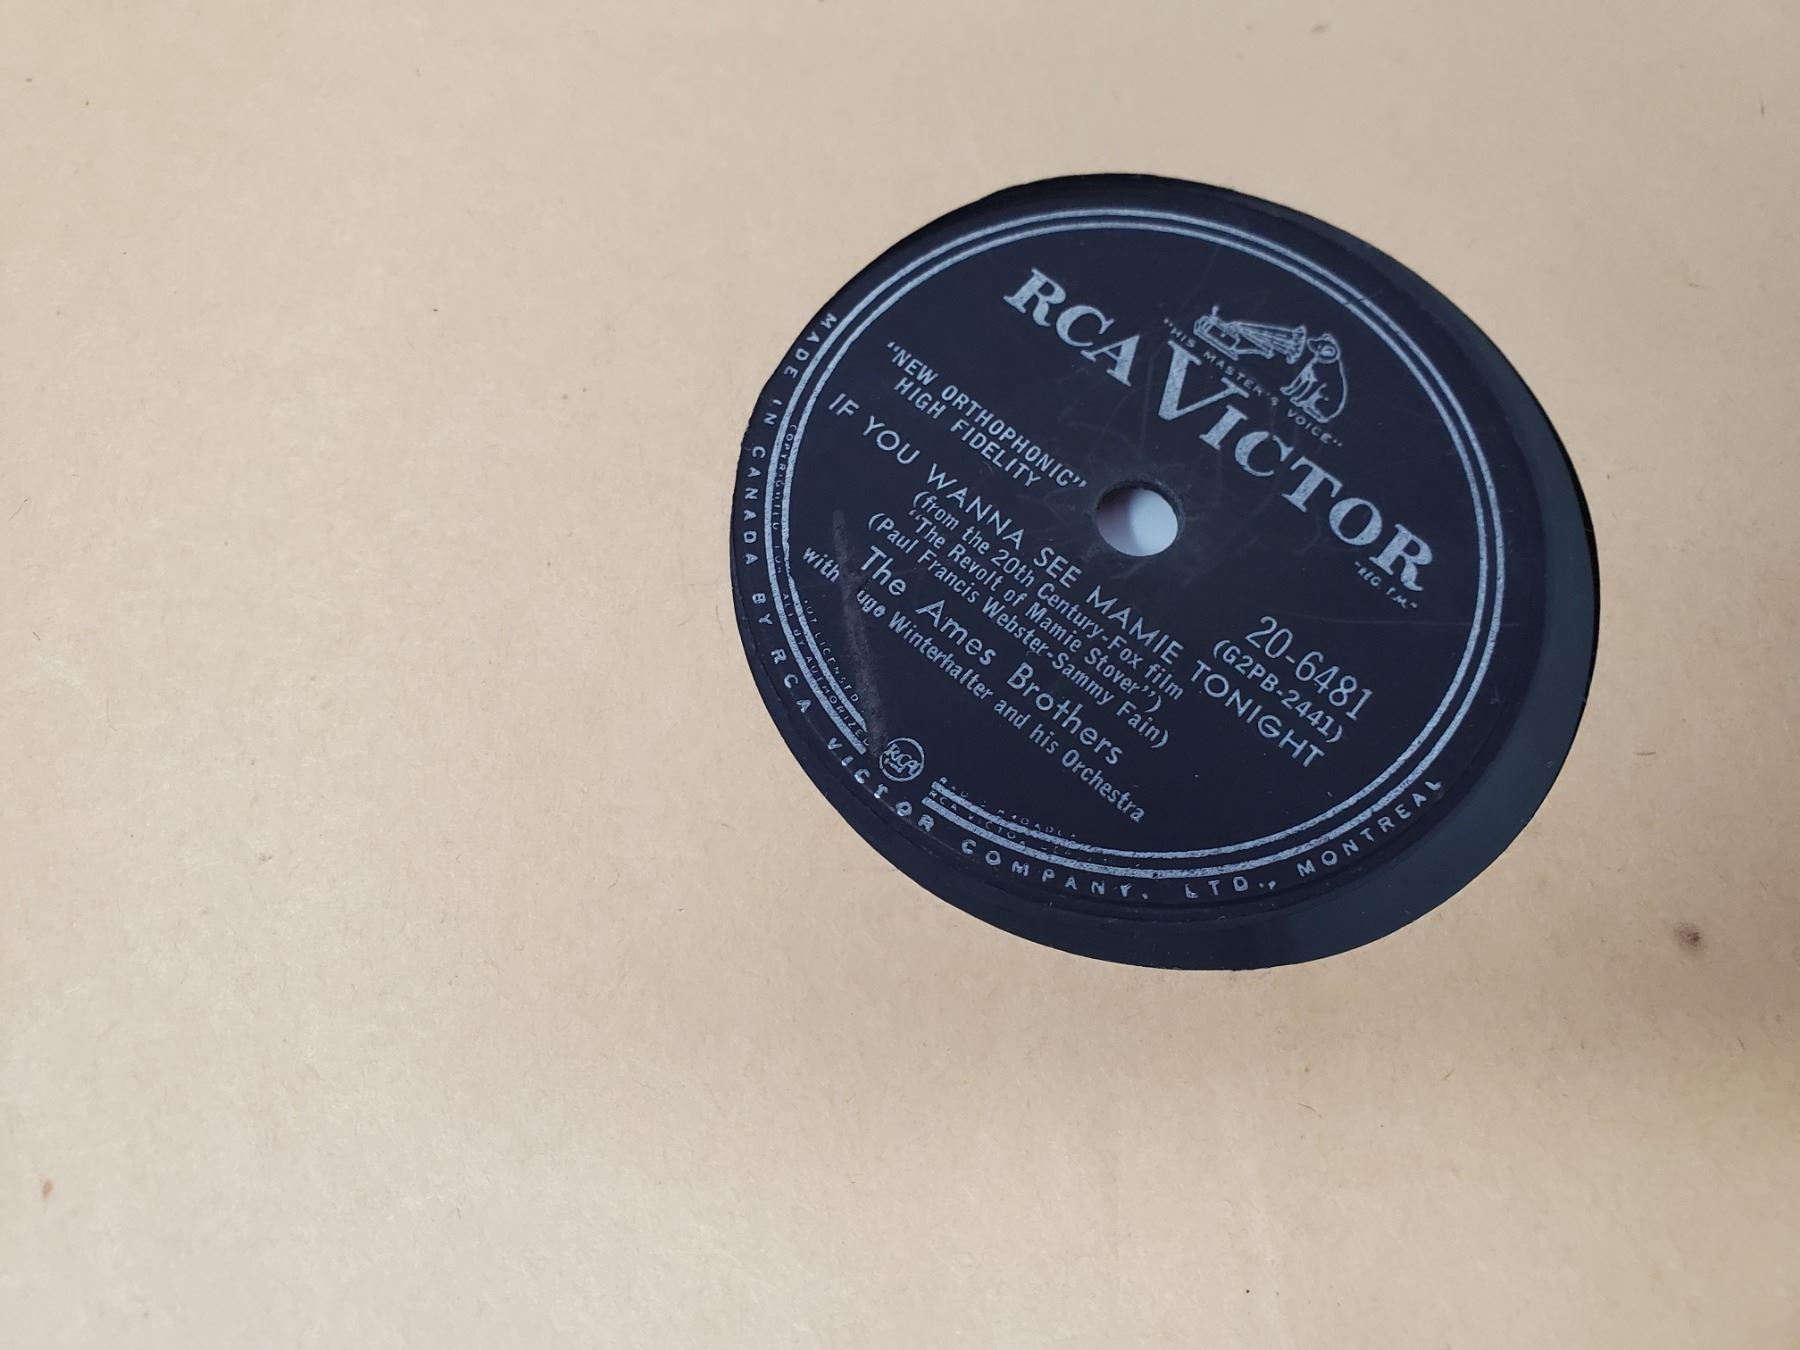 "HIS MASTER'S VOICE"
RCA VICTOR
"REG. T.M."
"NEW ORTHOPHONIC"
HIGH FIDELITY
20-6481
(G2PB-2441)
IF YOU WANNA SEE MAMIE TONIGHT
(from the 20th Century-Fox film
"The Revolt of Mamie Stover")
(Paul Francis Webster-Sammy Fain)
The Ames Brothers
with ugo Winterhalter and his Orchestra
RCA
MADE IN CANADA BY RCA VICTOR COMPANY, LTD., MONTREAL